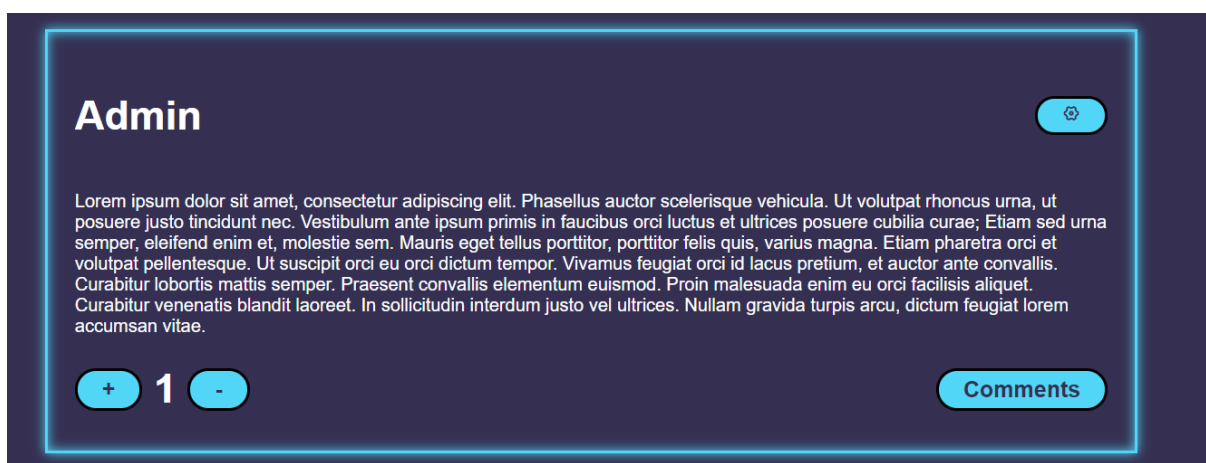 Admin
Lorem ipsum dolor sit amet, consectetur adipiscing elit. Phasellus auctor scelerisque vehicula. Ut volutpat rhoncus urna, ut
posuere justo tincidunt nec. Vestibulum ante ipsum primis in faucibus orci luctus et ultrices posuere cubilia curae; Etiam sed urna
semper, eleifend enim et, molestie sem. Mauris eget tellus porttitor, porttitor felis quis, varius magna. Etiam pharetra orci et
volutpat pellentesque. Ut suscipit orci eu orci dictum tempor. Vivamus feugiat orci id lacus pretium, et auctor ante convallis.
Curabitur lobortis mattis semper. Praesent convallis elementum euismod. Proin malesuada enim eu orci facilisis aliquet.
Curabitur venenatis blandit laoreet. In sollicitudin interdum justo vel ultrices. Nullam gravida turpis arcu, dictum feugiat lorem
accumsan vitae.
+ 1 - Comments